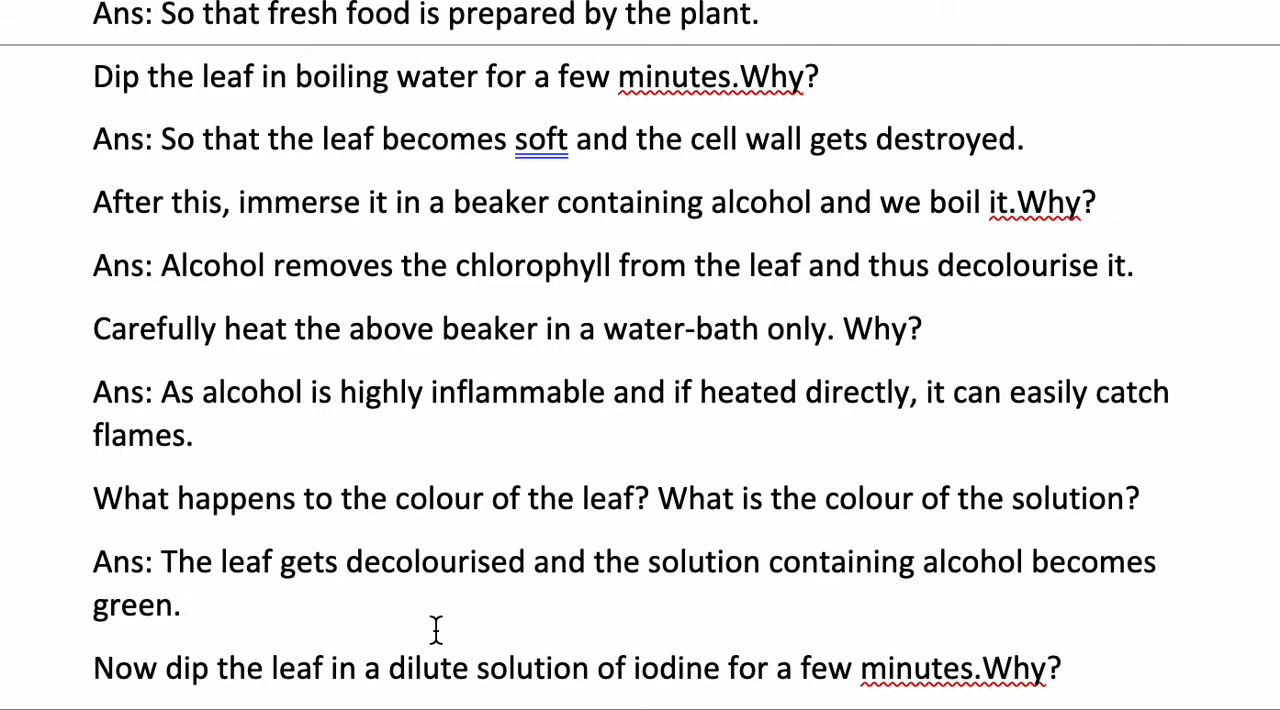 Ans: So that fresh food is prepared by the plant.
Dip the leaf in boiling water for a few minutes.Why?
Ans: So that the leaf becomes soft and the cell wall gets destroyed.
After this, immerse it in a beaker containing alcohol and we boil it.Why?
Ans: Alcohol removes the chlorophyll from the leaf and thus decolourise it.
Carefully heat the above beaker in a water-bath only. Why?
Ans: As alcohol is highly inflammable and if heated directly, it can easily catch
flames.
What happens to the colour of the leaf? What is the colour of the solution?
Ans: The leaf gets decolourised and the solution containing alcohol becomes
green.
Now dip the leaf in a dilute solution of iodine for a few minutes.Why?